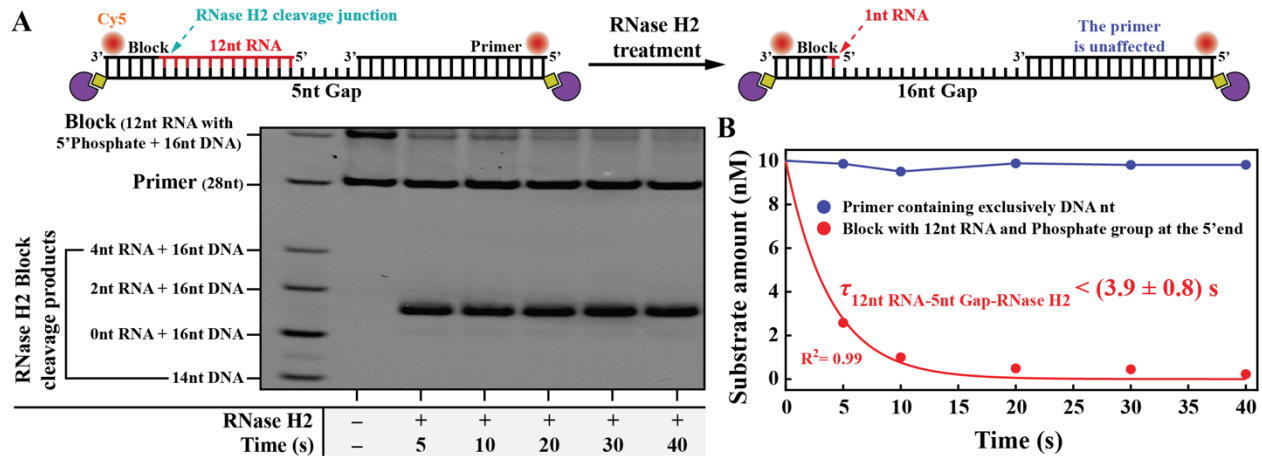 A
Cy5
RNase H2 cleavage junction
3'
Block
12nt RNA
5'
3'
Primer
5'
5nt Gap
RNase H2
treatment
1nt RNA
3'
Block
5'
The primer
is unaffected
3'
5'
16nt Gap
Block (12nt RNA with
5'Phosphate + 16nt DNA)
Primer (28nt)
RNase H2 Block
cleavage products
4nt RNA + 16nt DNA
2nt RNA + 16nt DNA
0nt RNA + 16nt DNA
14nt DNA
RNase H2 – + + + + +
Time (s) – 5 10 20 30 40
B
Substrate amount (nM)
10
8
6
4
2
0
Primer containing exclusively DNA nt
Block with 12nt RNA and Phosphate group at the 5'end
τ12nt RNA-5nt Gap-RNase H2 < (3.9 ± 0.8) s
R²= 0.99
0 5 10 15 20 25 30 35 40
Time (s)